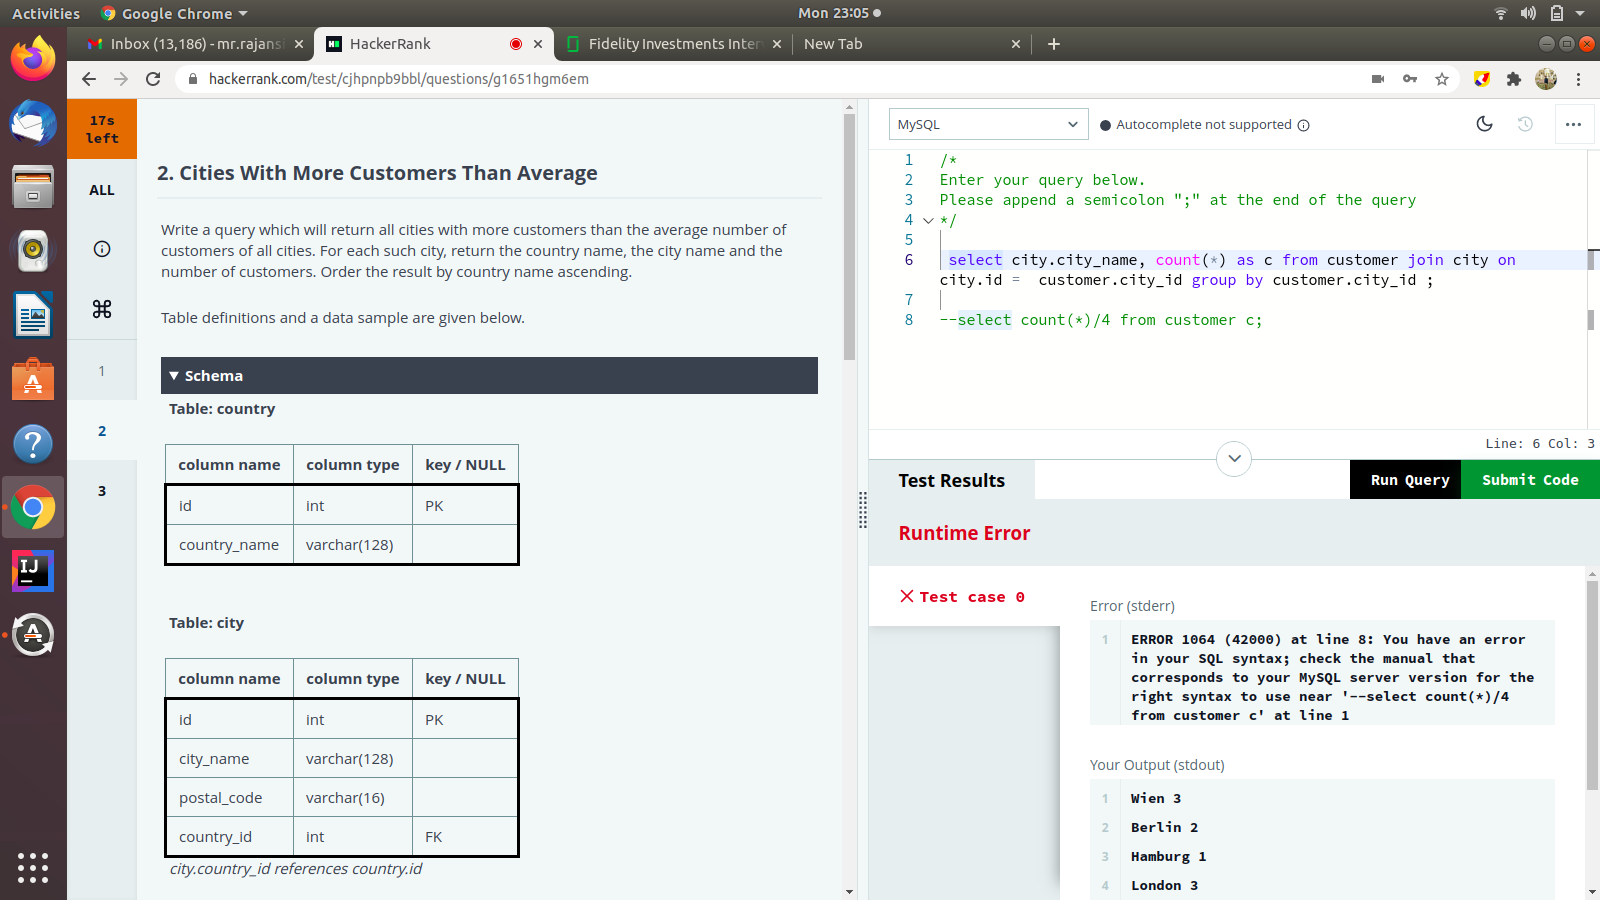 Activities
Google Chrome
Mon 23:05
Inbox (13,186) - mr.rajans
HackerRank
Fidelity Investments Inter
New Tab
hackerrank.com/test/cjhpnpb9bbl/questions/g1651hgm6em
17s
left
ALL
1
2
3
2. Cities With More Customers Than Average
Write a query which will return all cities with more customers than the average number of
customers of all cities. For each such city, return the country name, the city name and the
number of customers. Order the result by country name ascending.
Table definitions and a data sample are given below.
▼ Schema
Table: country
column name column type key / NULL
id int PK
country_name varchar(128)
Table: city
column name column type key / NULL
id int PK
city_name varchar(128)
postal_code varchar(16)
country_id int FK
city.country_id references country.id
MySQL
Autocomplete not supported
1 /*
2 Enter your query below.
3 Please append a semicolon ";" at the end of the query
4 */
5
6 select city.city_name, count(*) as c from customer join city on
city.id =  customer.city_id group by customer.city_id ;
7
8 --select count(*)/4 from customer c;
Line: 6 Col: 3
Test Results
Run Query
Submit Code
Runtime Error
Test case 0
Error (stderr)
1 ERROR 1064 (42000) at line 8: You have an error
in your SQL syntax; check the manual that
corresponds to your MySQL server version for the
right syntax to use near '--select count(*)/4
from customer c' at line 1
Your Output (stdout)
1 Wien 3
2 Berlin 2
3 Hamburg 1
4 London 3